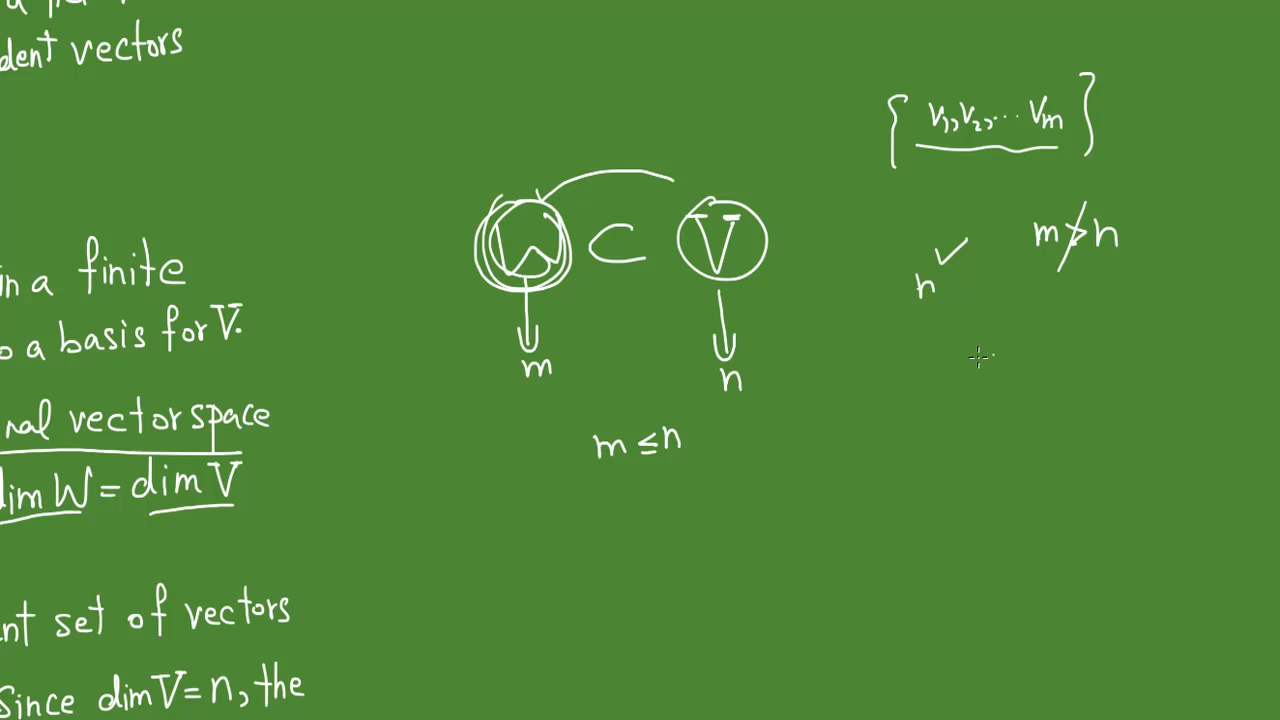 dent vectors
in a finite
o a basis for V.
nal vector space
dim W = dim V
nt set of vectors
Since dim V = n, the
W ⊂ V
m n
m ≤ n
{ v1, v2, ... vm }
m ≯ n
n ✓